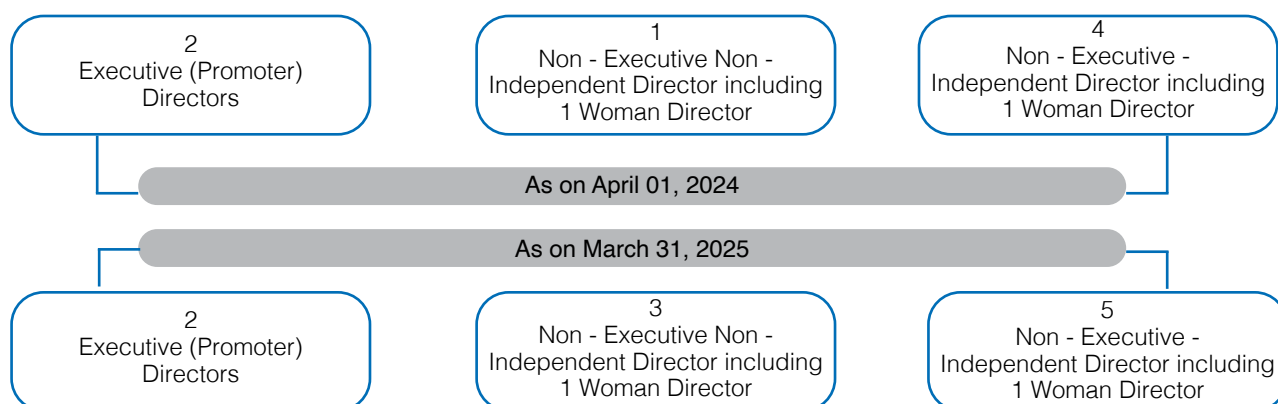 2
Executive (Promoter)
Directors
1
Non - Executive Non -
Independent Director including
1 Woman Director
4
Non - Executive -
Independent Director including
1 Woman Director
As on April 01, 2024
As on March 31, 2025
2
Executive (Promoter)
Directors
3
Non - Executive Non -
Independent Director including
1 Woman Director
5
Non - Executive -
Independent Director including
1 Woman Director